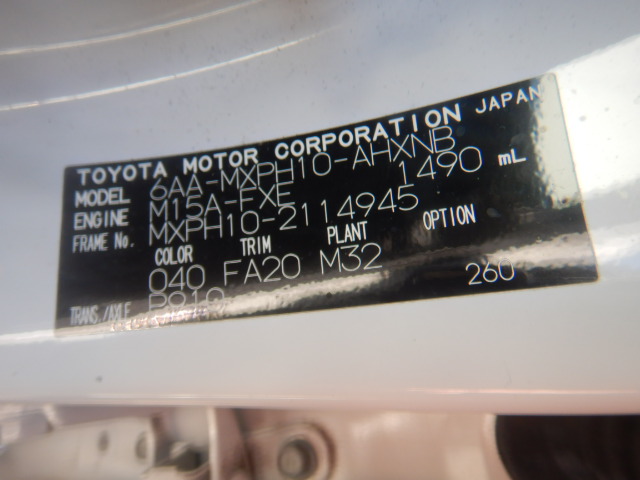 TOYOTA MOTOR CORPORATION JAPAN
MODEL 6AA-MXPH10-AHXNB
ENGINE M15A-FXE 1490 mL
FRAME No. MXPH10-2114945
COLOR TRIM PLANT OPTION
040 FA20 M32
TRANS./AXLE P910 260